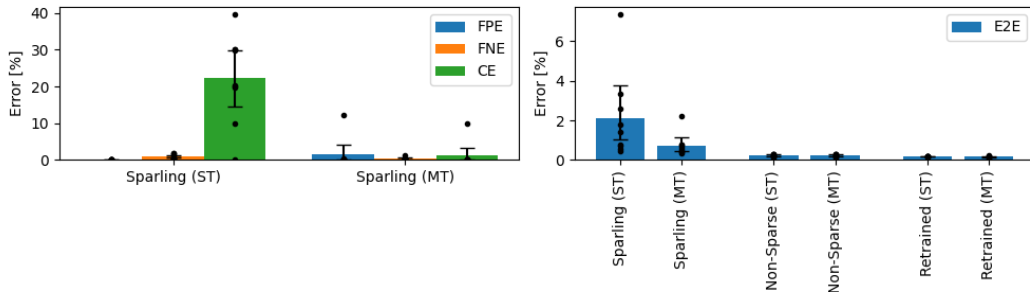 Error [%]
40
30
20
10
0
FPE
FNE
CE
Sparling (ST)
Sparling (MT)
Error [%]
6
4
2
0
E2E
Sparling (ST)
Sparling (MT)
Non-Sparse (ST)
Non-Sparse (MT)
Retrained (ST)
Retrained (MT)